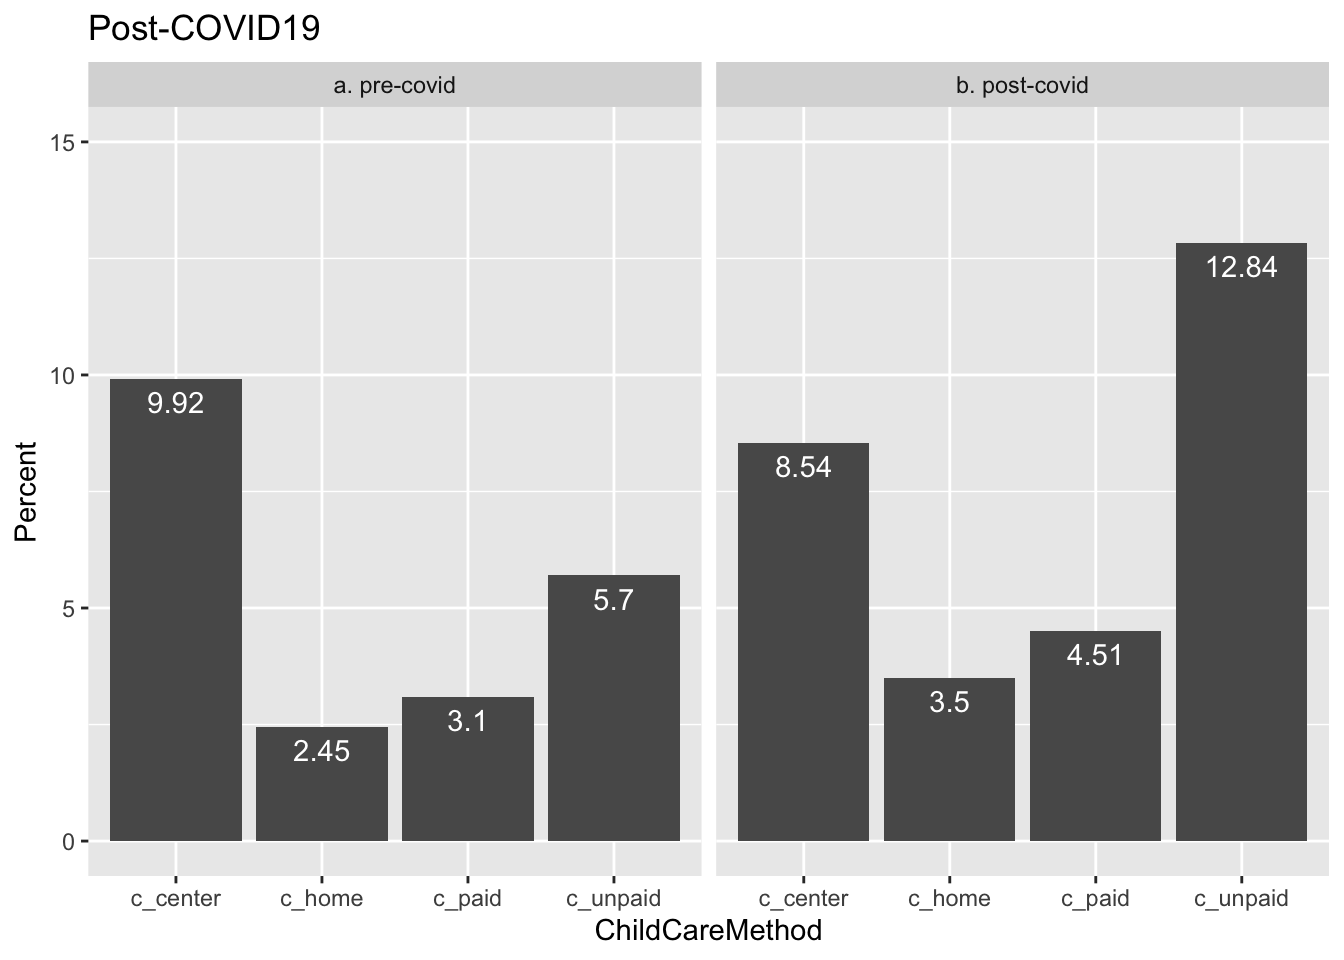 Post-COVID19
a. pre-covid
b. post-covid
Percent
15
10
5
0
9.92
2.45
3.1
5.7
8.54
3.5
4.51
12.84
c_center c_home c_paid c_unpaid
c_center c_home c_paid c_unpaid
ChildCareMethod